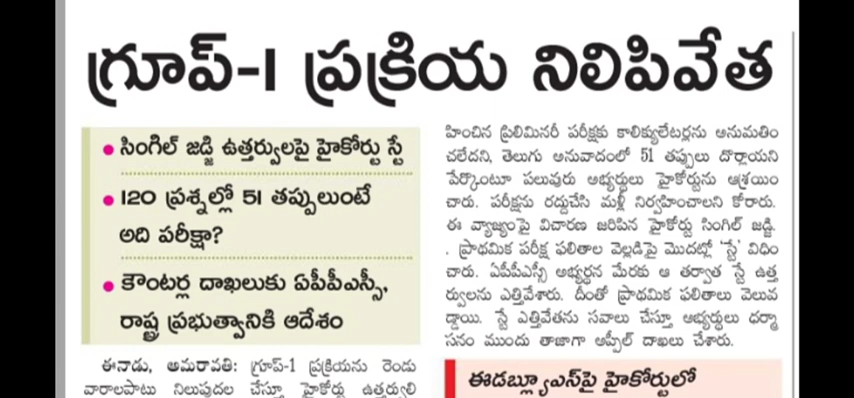 గ్రూప్-I ప్రక్రియ నిలిపివేత
• సింగిల్ జడ్జి ఉత్తర్వులపై హైకోర్టు స్టే
• 120 ప్రశ్నల్లో 51 తప్పులుంటే
అది పరీక్షా?
• కౌంటర్ల దాఖలుకు ఏపీపీఎస్సీ,
రాష్ట్ర ప్రభుత్వానికి ఆదేశం
ఈనాడు, అమరావతి: గ్రూప్-1 ప్రక్రియను రెండు
వారాలపాటు నిలుపుదల చేస్తూ హైకోర్టు ఉత్తర్వులి
హించిన ప్రిలిమినరీ పరీక్షకు కాలిక్యులేటర్లను అనుమతిం
చలేదని, తెలుగు అనువాదంలో 51 తప్పులు దొర్లాయని
పేర్కొంటూ పలువురు అభ్యర్థులు హైకోర్టును ఆశ్రయిం
చారు. పరీక్షను రద్దుచేసి మళ్లీ నిర్వహించాలని కోరారు.
ఈ వ్యాజ్యంపై విచారణ జరిపిన హైకోర్టు సింగిల్ జడ్జి.
. ప్రాథమిక పరీక్ష ఫలితాల వెల్లడిపై మొదట్లో 'స్టే' విధిం
చారు. ఏపీపీఎస్సీ అభ్యర్థన మేరకు ఆ తర్వాత స్టే ఉత్త
ర్వులను ఎత్తివేశారు. దీంతో ప్రాథమిక ఫలితాలు వెలువ
డ్డాయి. స్టే ఎత్తివేతను సవాలు చేస్తూ అభ్యర్థులు ధర్మా
సనం ముందు తాజాగా అప్పీల్ దాఖలు చేశారు.
ఈడబ్ల్యూఎస్‌పై హైకోర్టులో